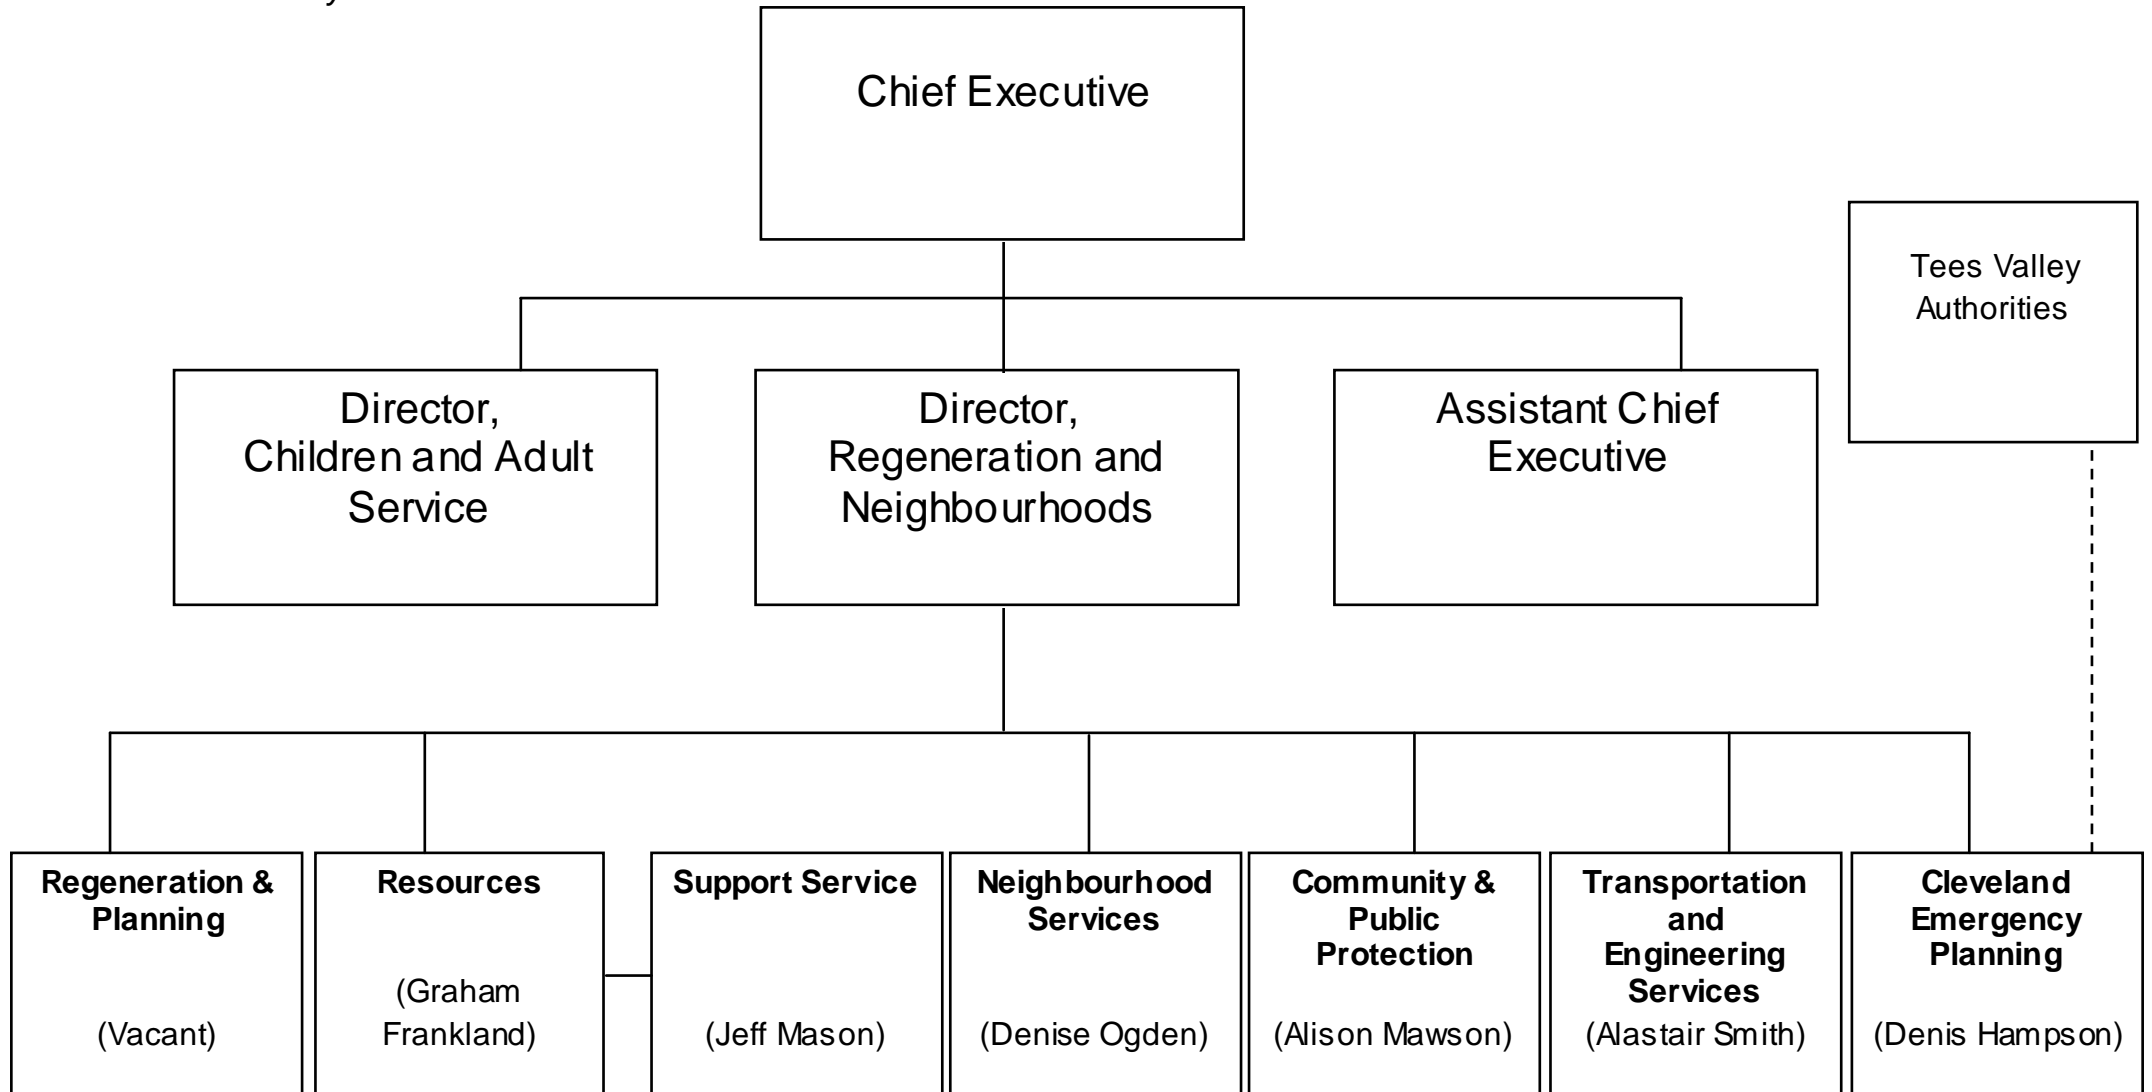 Chief Executive
Tees Valley
Authorities
Director,
Children and Adult
Service
Director,
Regeneration and
Neighbourhoods
Assistant Chief
Executive
Regeneration &
Planning
(Vacant)
Resources
(Graham
Frankland)
Support Service
(Jeff Mason)
Neighbourhood
Services
(Denise Ogden)
Community &
Public
Protection
(Alison Mawson)
Transportation
and
Engineering
Services
(Alastair Smith)
Cleveland
Emergency
Planning
(Denis Hampson)